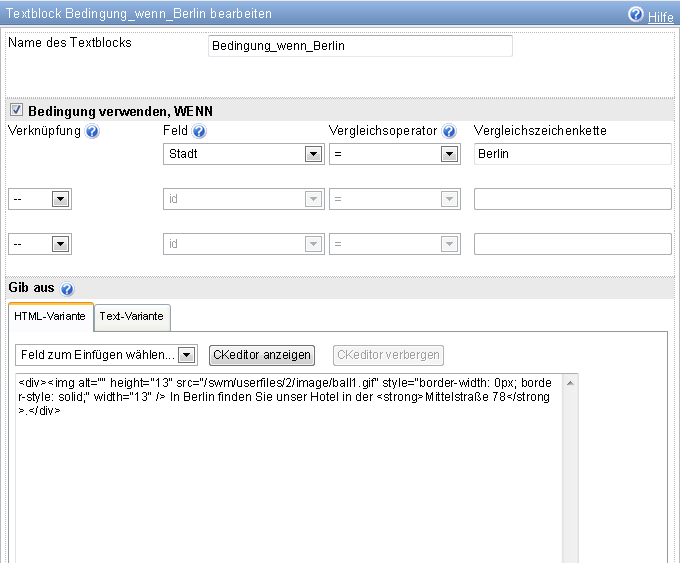 Textblock Bedingung_wenn_Berlin bearbeiten Hilfe
Name des Textblocks Bedingung_wenn_Berlin
Bedingung verwenden, WENN
Verknüpfung Feld Vergleichsoperator Vergleichszeichenkette
Stadt = Berlin
-- id =
-- id =
Gib aus
HTML-Variante Text-Variante
Feld zum Einfügen wählen... CKeditor anzeigen CKeditor verbergen
<div><img alt="" height="13" src="/swm/userfiles/2/image/ball1.gif" style="border-width: 0px; borde
r-style: solid;" width="13" /> In Berlin finden Sie unser Hotel in der <strong>Mittelstraße 78</strong
>.</div>